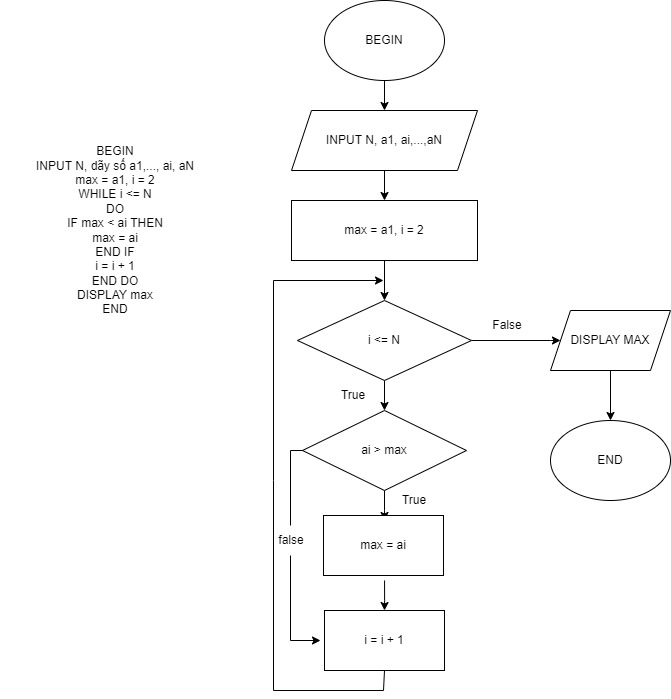 BEGIN
INPUT N, dãy số a1,..., ai, aN
max = a1, i = 2
WHILE i <= N
DO
IF max < ai THEN
max = ai
END IF
i = i + 1
END DO
DISPLAY max
END
BEGIN
INPUT N, a1, ai,...,aN
max = a1, i = 2
i <= N
False
DISPLAY MAX
True
ai > max
END
True
false
max = ai
i = i + 1